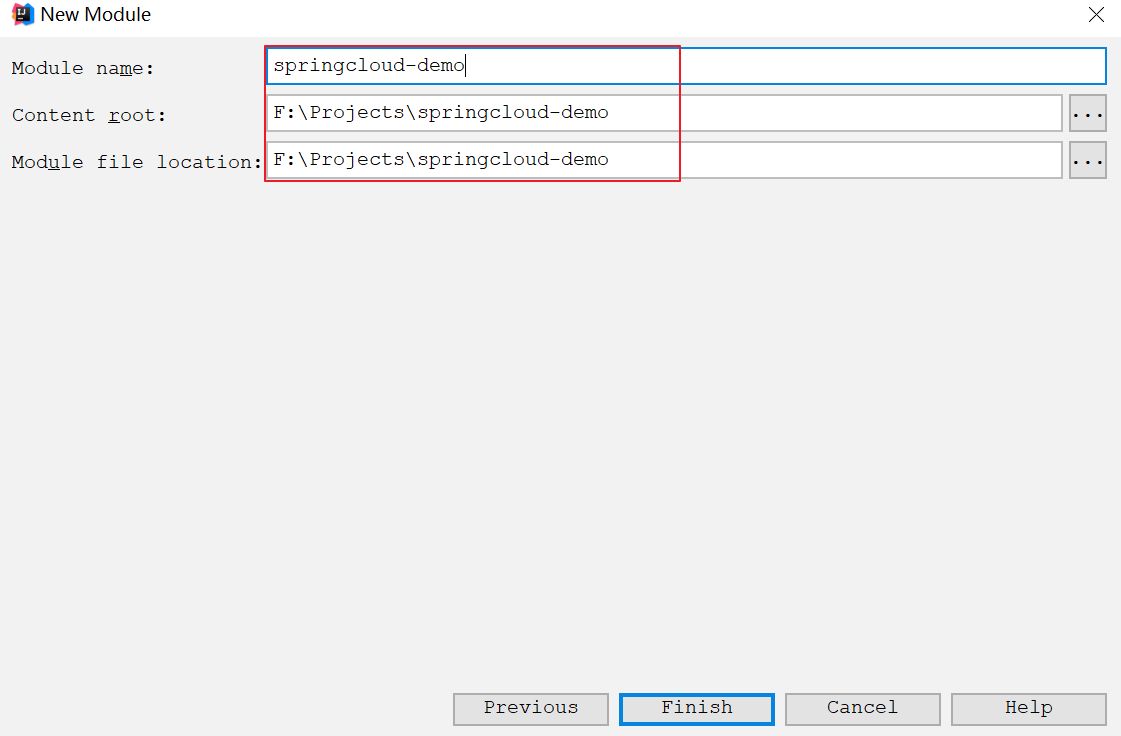 New Module
Module name: springcloud-demo
Content root: F:\Projects\springcloud-demo ...
Module file location: F:\Projects\springcloud-demo ...
Previous Finish Cancel Help